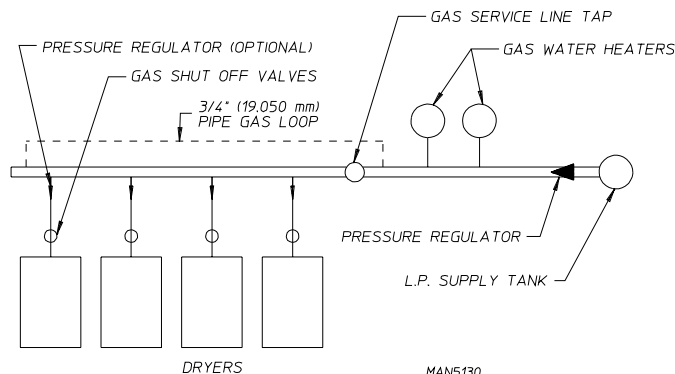 GAS SERVICE LINE TAP
PRESSURE REGULATOR (OPTIONAL)
GAS WATER HEATERS
GAS SHUT OFF VALVES
3/4" (19.050 mm)
PIPE GAS LOOP
PRESSURE REGULATOR
L.P. SUPPLY TANK
DRYERS
MAN5130